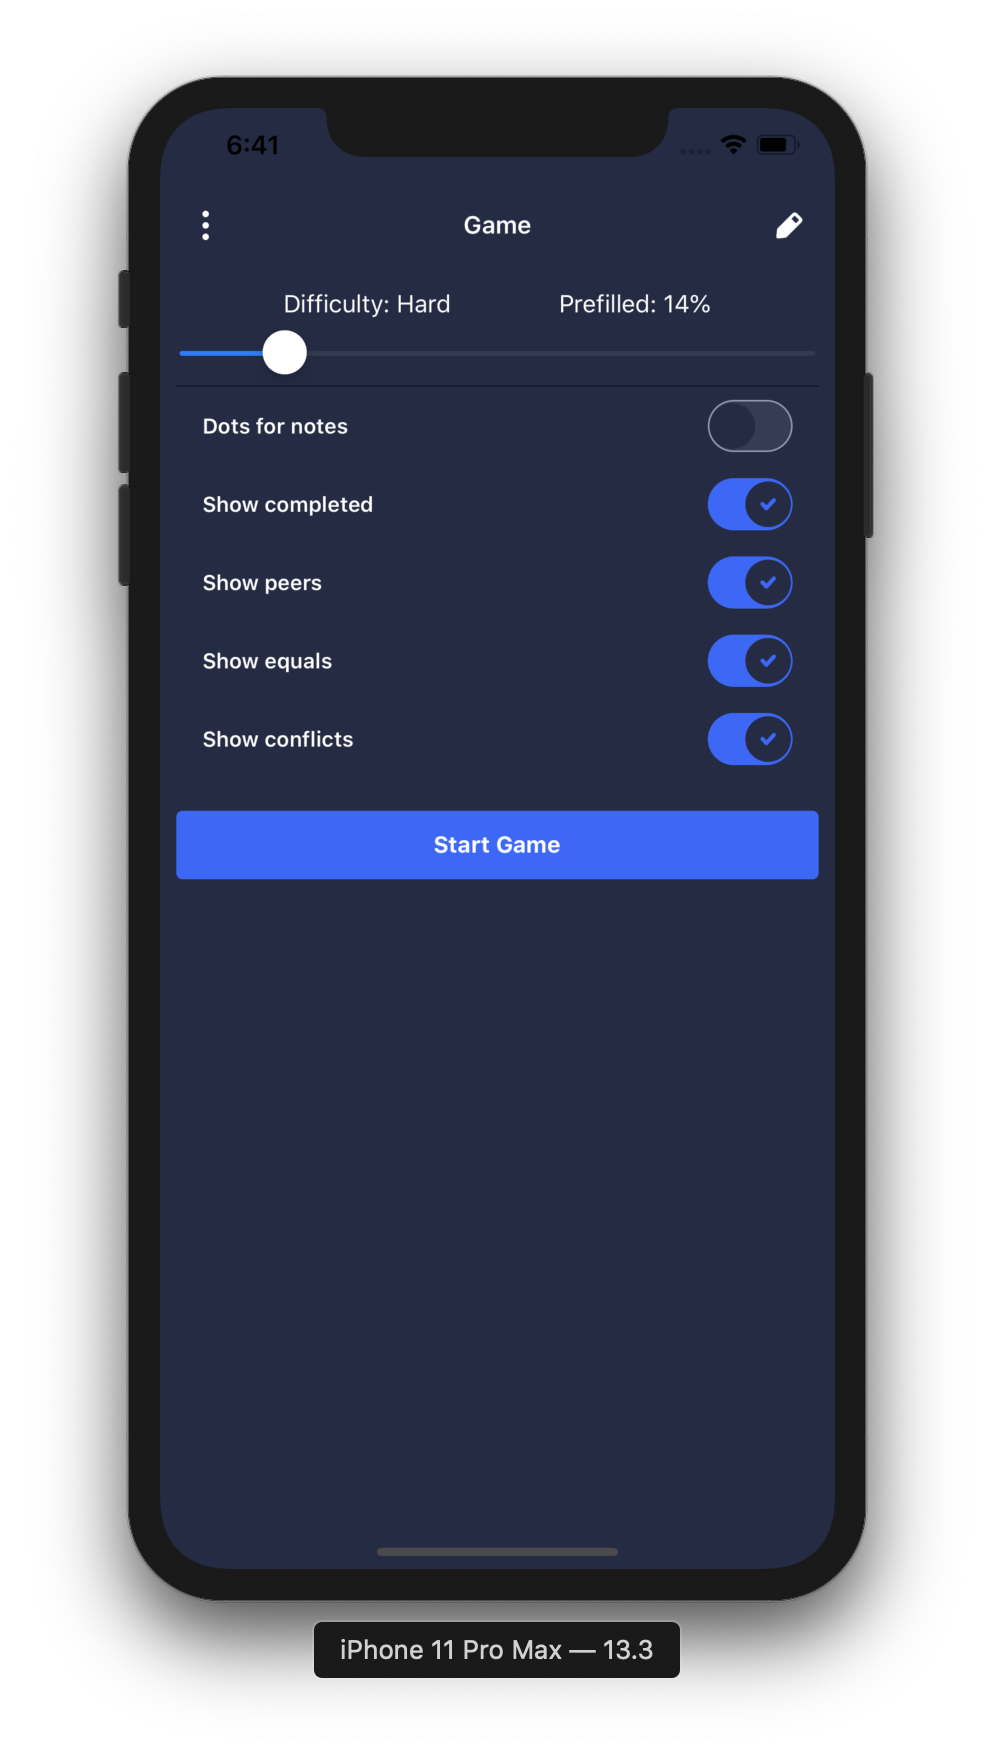 6:41
Game
Difficulty: Hard Prefilled: 14%
Dots for notes
Show completed
Show peers
Show equals
Show conflicts
Start Game
iPhone 11 Pro Max — 13.3